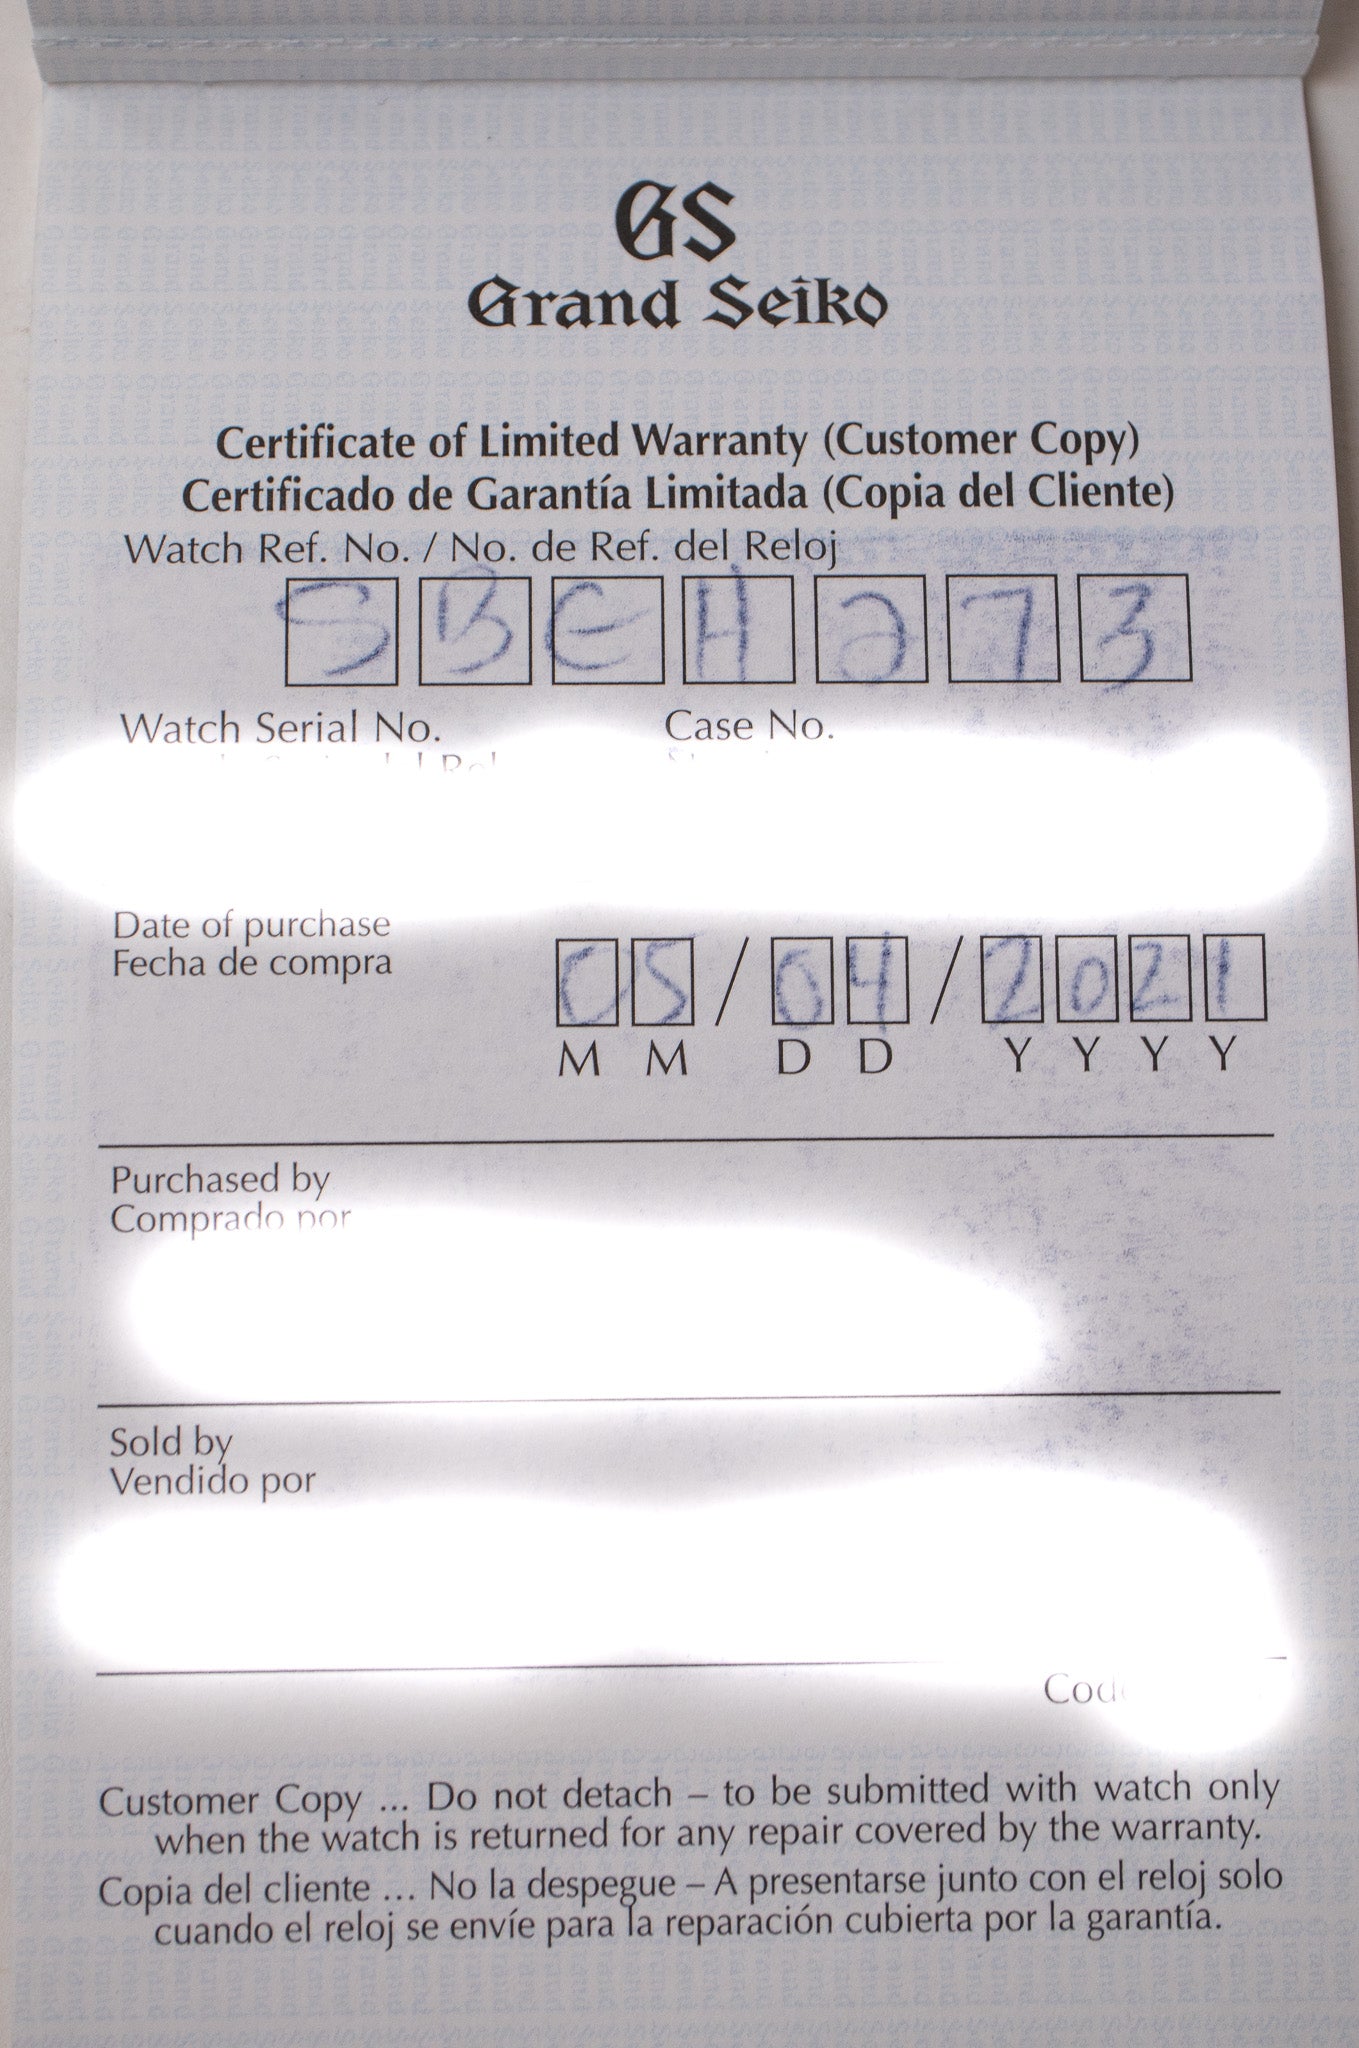 GS
Grand Seiko
Certificate of Limited Warranty (Customer Copy)
Certificado de Garantía Limitada (Copia del Cliente)
Watch Ref. No. / No. de Ref. del Reloj
SBEH273
Watch Serial No. Case No.
Date of purchase
Fecha de compra
05/04/2021
M M D D Y Y Y Y
Purchased by
Comprado por
Sold by
Vendido por
Customer Copy ... Do not detach – to be submitted with watch only
when the watch is returned for any repair covered by the warranty.
Copia del cliente ... No la despegue – A presentarse junto con el reloj solo
cuando el reloj se envíe para la reparación cubierta por la garantía.